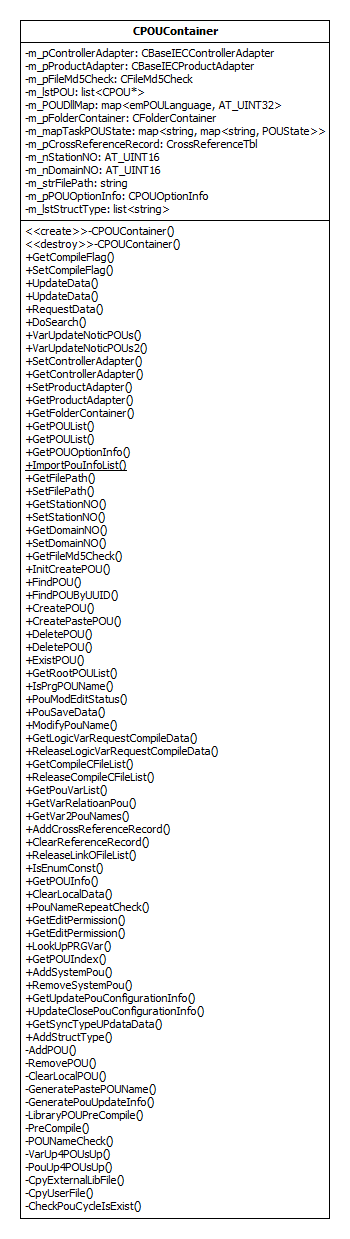 CPOUContainer
-m_pControllerAdapter: CBaseIECControllerAdapter
-m_pProductAdapter: CBaseIECProductAdapter
-m_pFileMd5Check: CFileMd5Check
-m_lstPOU: list<CPOU*>
-m_POUDllMap: map<emPOULanguage, AT_UINT32>
-m_pFolderContainer: CFolderContainer
-m_mapTaskPOUState: map<string, map<string, POUState>>
-m_pCrossReferenceRecord: CrossReferenceTbl
-m_nStationNO: AT_UINT16
-m_nDomainNO: AT_UINT16
-m_strFilePath: string
-m_pPOUOptionInfo: CPOUOptionInfo
-m_lstStructType: list<string>
<<create>>-CPOUContainer()
<<destroy>>-CPOUContainer()
+GetCompileFlag()
+SetCompileFlag()
+UpdateData()
+UpdateData()
+RequestData()
+DoSearch()
+VarUpdateNoticPOUs()
+VarUpdateNoticPOUs2()
+SetControllerAdapter()
+GetControllerAdapter()
+SetProductAdapter()
+GetProductAdapter()
+GetFolderContainer()
+GetPOUList()
+GetPOUList()
+GetPOUOptionInfo()
+ImportPouInfoList()
+GetFilePath()
+SetFilePath()
+GetStationNO()
+SetStationNO()
+GetDomainNO()
+SetDomainNO()
+GetFileMd5Check()
+InitCreatePOU()
+FindPOU()
+FindPOUByUUID()
+CreatePOU()
+CreatePastePOU()
+DeletePOU()
+DeletePOU()
+ExistPOU()
+GetRootPOUList()
+IsPrgPOUName()
+PouModEditStatus()
+PouSaveData()
+ModifyPouName()
+GetLogicVarRequestCompileData()
+ReleaseLogicVarRequestCompileData()
+GetCompileCFileList()
+ReleaseCompileCFileList()
+GetPouVarList()
+GetVarRelatioanPou()
+GetVar2PouNames()
+AddCrossReferenceRecord()
+ClearReferenceRecord()
+ReleaseLinkOFileList()
+IsEnumConst()
+GetPOUInfo()
+ClearLocalData()
+PouNameRepeatCheck()
+GetEditPermission()
+GetEditPermission()
+LookUpPRGVar()
+GetPOUIndex()
+AddSystemPou()
+RemoveSystemPou()
+GetUpdatePouConfigurationInfo()
+UpdateClosePouConfigurationInfo()
+GetSyncTypeUPdataData()
+AddStructType()
-AddPOU()
-RemovePOU()
-ClearLocalPOU()
-GeneratePastePOUName()
-GeneratePouUpdateInfo()
-LibraryPOUPreCompile()
-PreCompile()
-POUNameCheck()
-VarUp4POUsUp()
-PouUp4POUsUp()
-CpyExternalLibFile()
-CpyUserFile()
-CheckPouCycleIsExist()